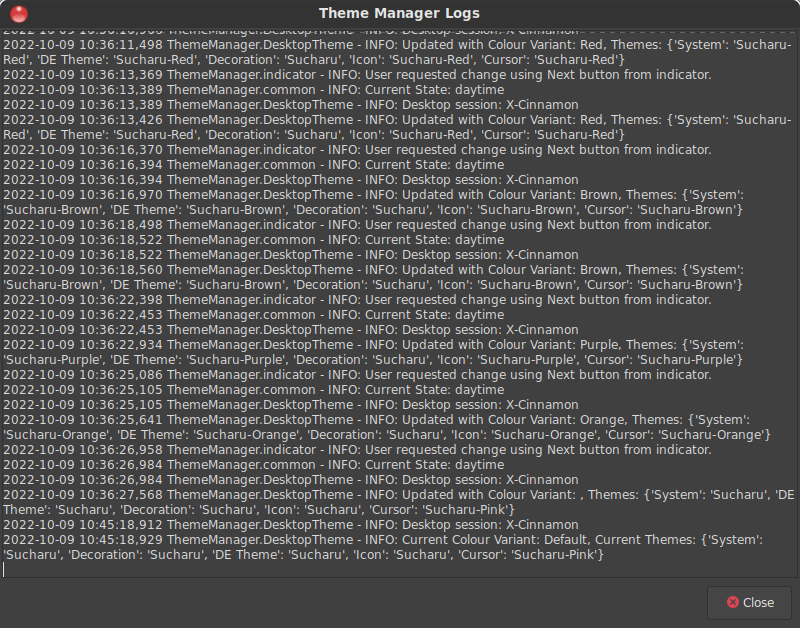 Theme Manager Logs
2022-10-09 10:36:11,498 ThemeManager.DesktopTheme - INFO: Updated with Colour Variant: Red, Themes: {'System': 'Sucharu-
Red', 'DE Theme': 'Sucharu-Red', 'Decoration': 'Sucharu', 'Icon': 'Sucharu-Red', 'Cursor': 'Sucharu-Red'}
2022-10-09 10:36:13,369 ThemeManager.indicator - INFO: User requested change using Next button from indicator.
2022-10-09 10:36:13,389 ThemeManager.common - INFO: Current State: daytime
2022-10-09 10:36:13,389 ThemeManager.DesktopTheme - INFO: Desktop session: X-Cinnamon
2022-10-09 10:36:13,426 ThemeManager.DesktopTheme - INFO: Updated with Colour Variant: Red, Themes: {'System': 'Sucharu-
Red', 'DE Theme': 'Sucharu-Red', 'Decoration': 'Sucharu', 'Icon': 'Sucharu-Red', 'Cursor': 'Sucharu-Red'}
2022-10-09 10:36:16,370 ThemeManager.indicator - INFO: User requested change using Next button from indicator.
2022-10-09 10:36:16,394 ThemeManager.common - INFO: Current State: daytime
2022-10-09 10:36:16,394 ThemeManager.DesktopTheme - INFO: Desktop session: X-Cinnamon
2022-10-09 10:36:16,970 ThemeManager.DesktopTheme - INFO: Updated with Colour Variant: Brown, Themes: {'System':
'Sucharu-Brown', 'DE Theme': 'Sucharu-Brown', 'Decoration': 'Sucharu', 'Icon': 'Sucharu-Brown', 'Cursor': 'Sucharu-Brown'}
2022-10-09 10:36:18,498 ThemeManager.indicator - INFO: User requested change using Next button from indicator.
2022-10-09 10:36:18,522 ThemeManager.common - INFO: Current State: daytime
2022-10-09 10:36:18,522 ThemeManager.DesktopTheme - INFO: Desktop session: X-Cinnamon
2022-10-09 10:36:18,560 ThemeManager.DesktopTheme - INFO: Updated with Colour Variant: Brown, Themes: {'System':
'Sucharu-Brown', 'DE Theme': 'Sucharu-Brown', 'Decoration': 'Sucharu', 'Icon': 'Sucharu-Brown', 'Cursor': 'Sucharu-Brown'}
2022-10-09 10:36:22,398 ThemeManager.indicator - INFO: User requested change using Next button from indicator.
2022-10-09 10:36:22,453 ThemeManager.common - INFO: Current State: daytime
2022-10-09 10:36:22,453 ThemeManager.DesktopTheme - INFO: Desktop session: X-Cinnamon
2022-10-09 10:36:22,934 ThemeManager.DesktopTheme - INFO: Updated with Colour Variant: Purple, Themes: {'System':
'Sucharu-Purple', 'DE Theme': 'Sucharu-Purple', 'Decoration': 'Sucharu', 'Icon': 'Sucharu-Purple', 'Cursor': 'Sucharu-Purple'}
2022-10-09 10:36:25,086 ThemeManager.indicator - INFO: User requested change using Next button from indicator.
2022-10-09 10:36:25,105 ThemeManager.common - INFO: Current State: daytime
2022-10-09 10:36:25,105 ThemeManager.DesktopTheme - INFO: Desktop session: X-Cinnamon
2022-10-09 10:36:25,641 ThemeManager.DesktopTheme - INFO: Updated with Colour Variant: Orange, Themes: {'System':
'Sucharu-Orange', 'DE Theme': 'Sucharu-Orange', 'Decoration': 'Sucharu', 'Icon': 'Sucharu-Orange', 'Cursor': 'Sucharu-Orange'}
2022-10-09 10:36:26,958 ThemeManager.indicator - INFO: User requested change using Next button from indicator.
2022-10-09 10:36:26,984 ThemeManager.common - INFO: Current State: daytime
2022-10-09 10:36:26,984 ThemeManager.DesktopTheme - INFO: Desktop session: X-Cinnamon
2022-10-09 10:36:27,568 ThemeManager.DesktopTheme - INFO: Updated with Colour Variant: , Themes: {'System': 'Sucharu', 'DE
Theme': 'Sucharu', 'Decoration': 'Sucharu', 'Icon': 'Sucharu', 'Cursor': 'Sucharu-Pink'}
2022-10-09 10:45:18,912 ThemeManager.DesktopTheme - INFO: Desktop session: X-Cinnamon
2022-10-09 10:45:18,929 ThemeManager.DesktopTheme - INFO: Current Colour Variant: Default, Current Themes: {'System':
'Sucharu', 'Decoration': 'Sucharu', 'DE Theme': 'Sucharu', 'Icon': 'Sucharu', 'Cursor': 'Sucharu-Pink'}
Close